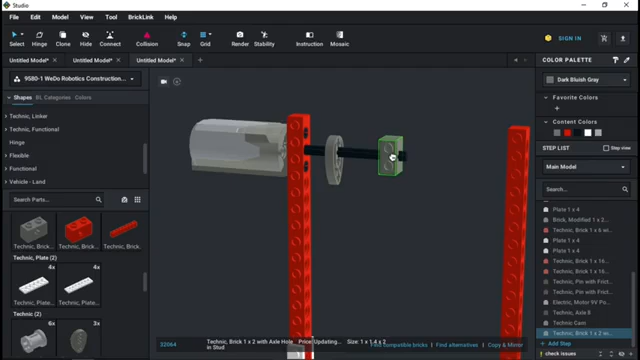 Studio
File Edit View Tool BrickLink Help
Select Hinge Clone Hide Connect Collision Snap Grid Render Stability Instruction Mosaic
SIGN IN
Untitled Model* Untitled Model* Untitled Model*
COLOR PALETTE
9580-1 WeDo Robotics Construction...
Dark Bluish Gray
Shapes BL Categories Colors
Favorite Colors
Technic, Linker
Technic, Functional
Hinge
Flexible
Functional
Vehicle - Land
Content Colors
STEP LIST
Step view
Main Model
Search Parts...
Search...
Technic, Brick... Technic, Brick... Technic, Brick...
Technic, Plate (2)
4x 4x
Technic, Plate... Technic, Plate...
4x 3x
Plate 1 x 4
Brick, Modified 1 x 2...
Technic, Brick 1 x 6 wi...
Plate 1 x 4
Plate 1 x 4
Technic, Brick 1 x 16...
Technic, Brick 1 x 16...
Technic, Pin with Frict...
Technic, Pin with Frict...
Electric, Motor 9V Po...
Technic Cam
Technic, Brick 1 x 2 wi...
Add Step
check issues
32064
Technic, Brick 1 x 2 with Axle Hole Price Updating... Size: 1 x 1.4 x 2
in Stud
Find compatible bricks Find alternatives Copy & Mirror